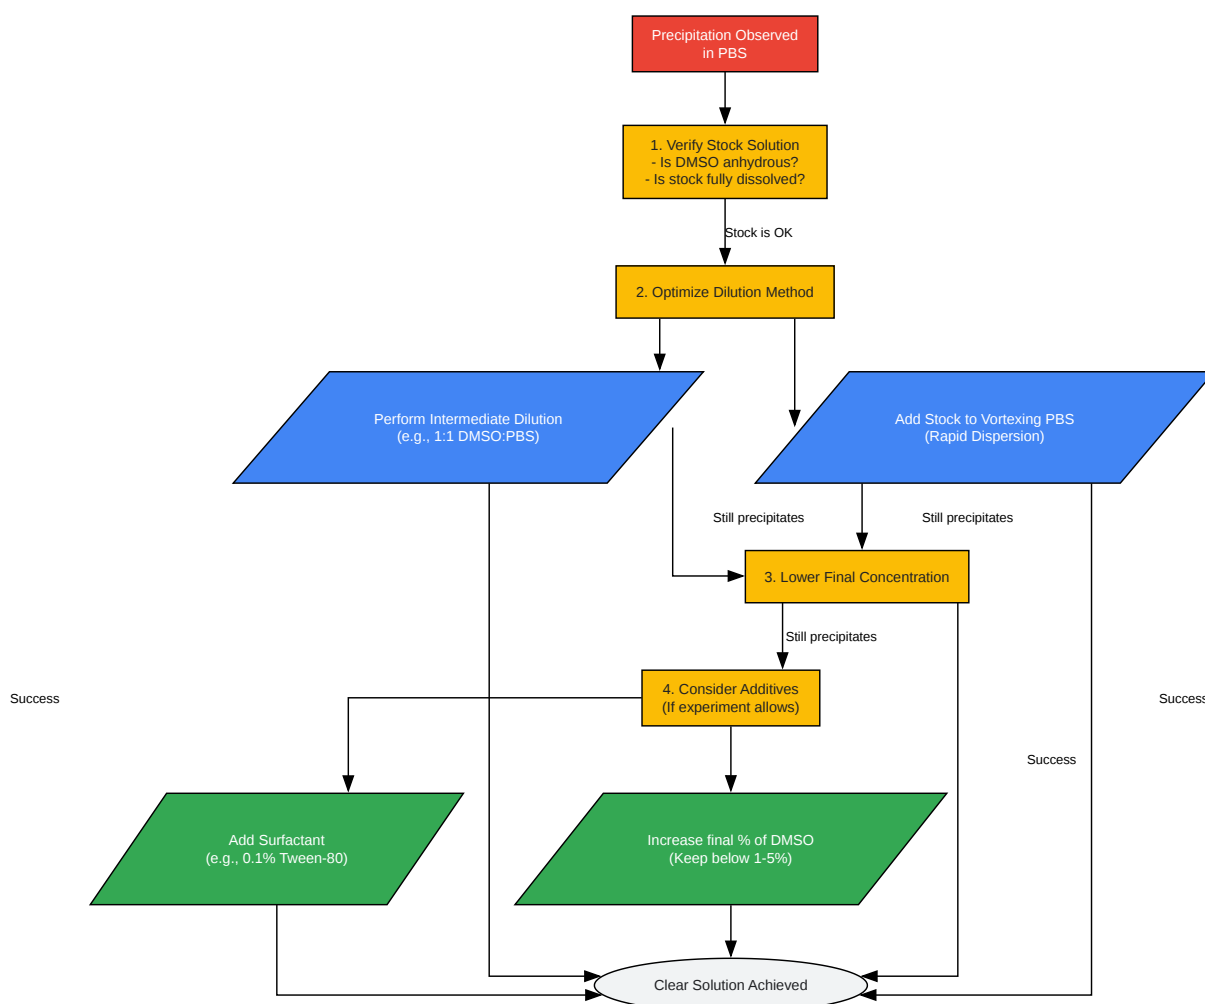 Precipitation Observed
in PBS
1. Verify Stock Solution
- Is DMSO anhydrous?
- Is stock fully dissolved?
Stock is OK
2. Optimize Dilution Method
Perform Intermediate Dilution
(e.g., 1:1 DMSO:PBS)
Add Stock to Vortexing PBS
(Rapid Dispersion)
Still precipitates
Still precipitates
3. Lower Final Concentration
Still precipitates
4. Consider Additives
(If experiment allows)
Success
Success
Success
Add Surfactant
(e.g., 0.1% Tween-80)
Increase final % of DMSO
(Keep below 1-5%)
Clear Solution Achieved